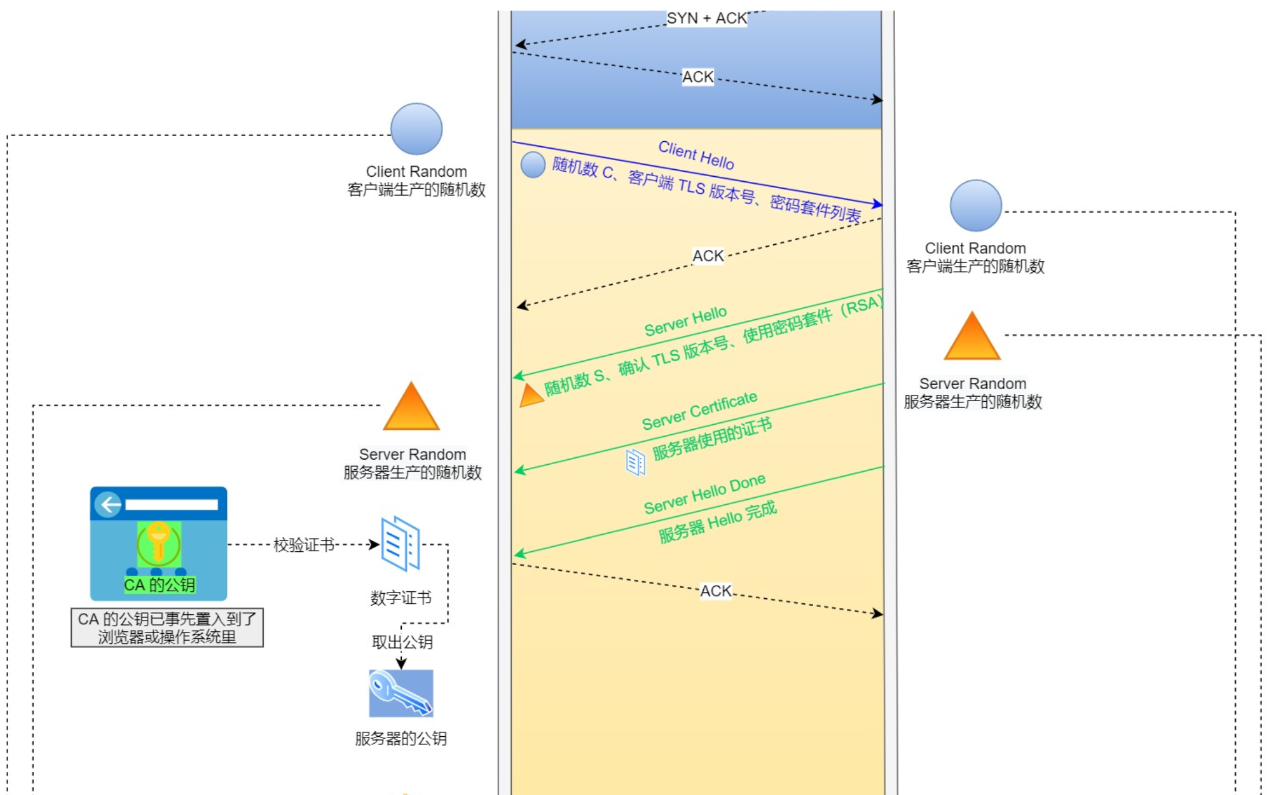 SYN + ACK
ACK
Client Hello
随机数 C、客户端 TLS 版本号、密码套件列表
Client Random
客户端生产的随机数
Client Random
客户端生产的随机数
ACK
Server Hello
随机数 S、确认 TLS 版本号、使用密码套件（RSA）
Server Random
服务器生产的随机数
Server Certificate
服务器使用的证书
Server Random
服务器生产的随机数
Server Hello Done
服务器 Hello 完成
校验证书
CA 的公钥
数字证书
ACK
CA 的公钥已事先置入到了
浏览器或操作系统里
取出公钥
服务器的公钥